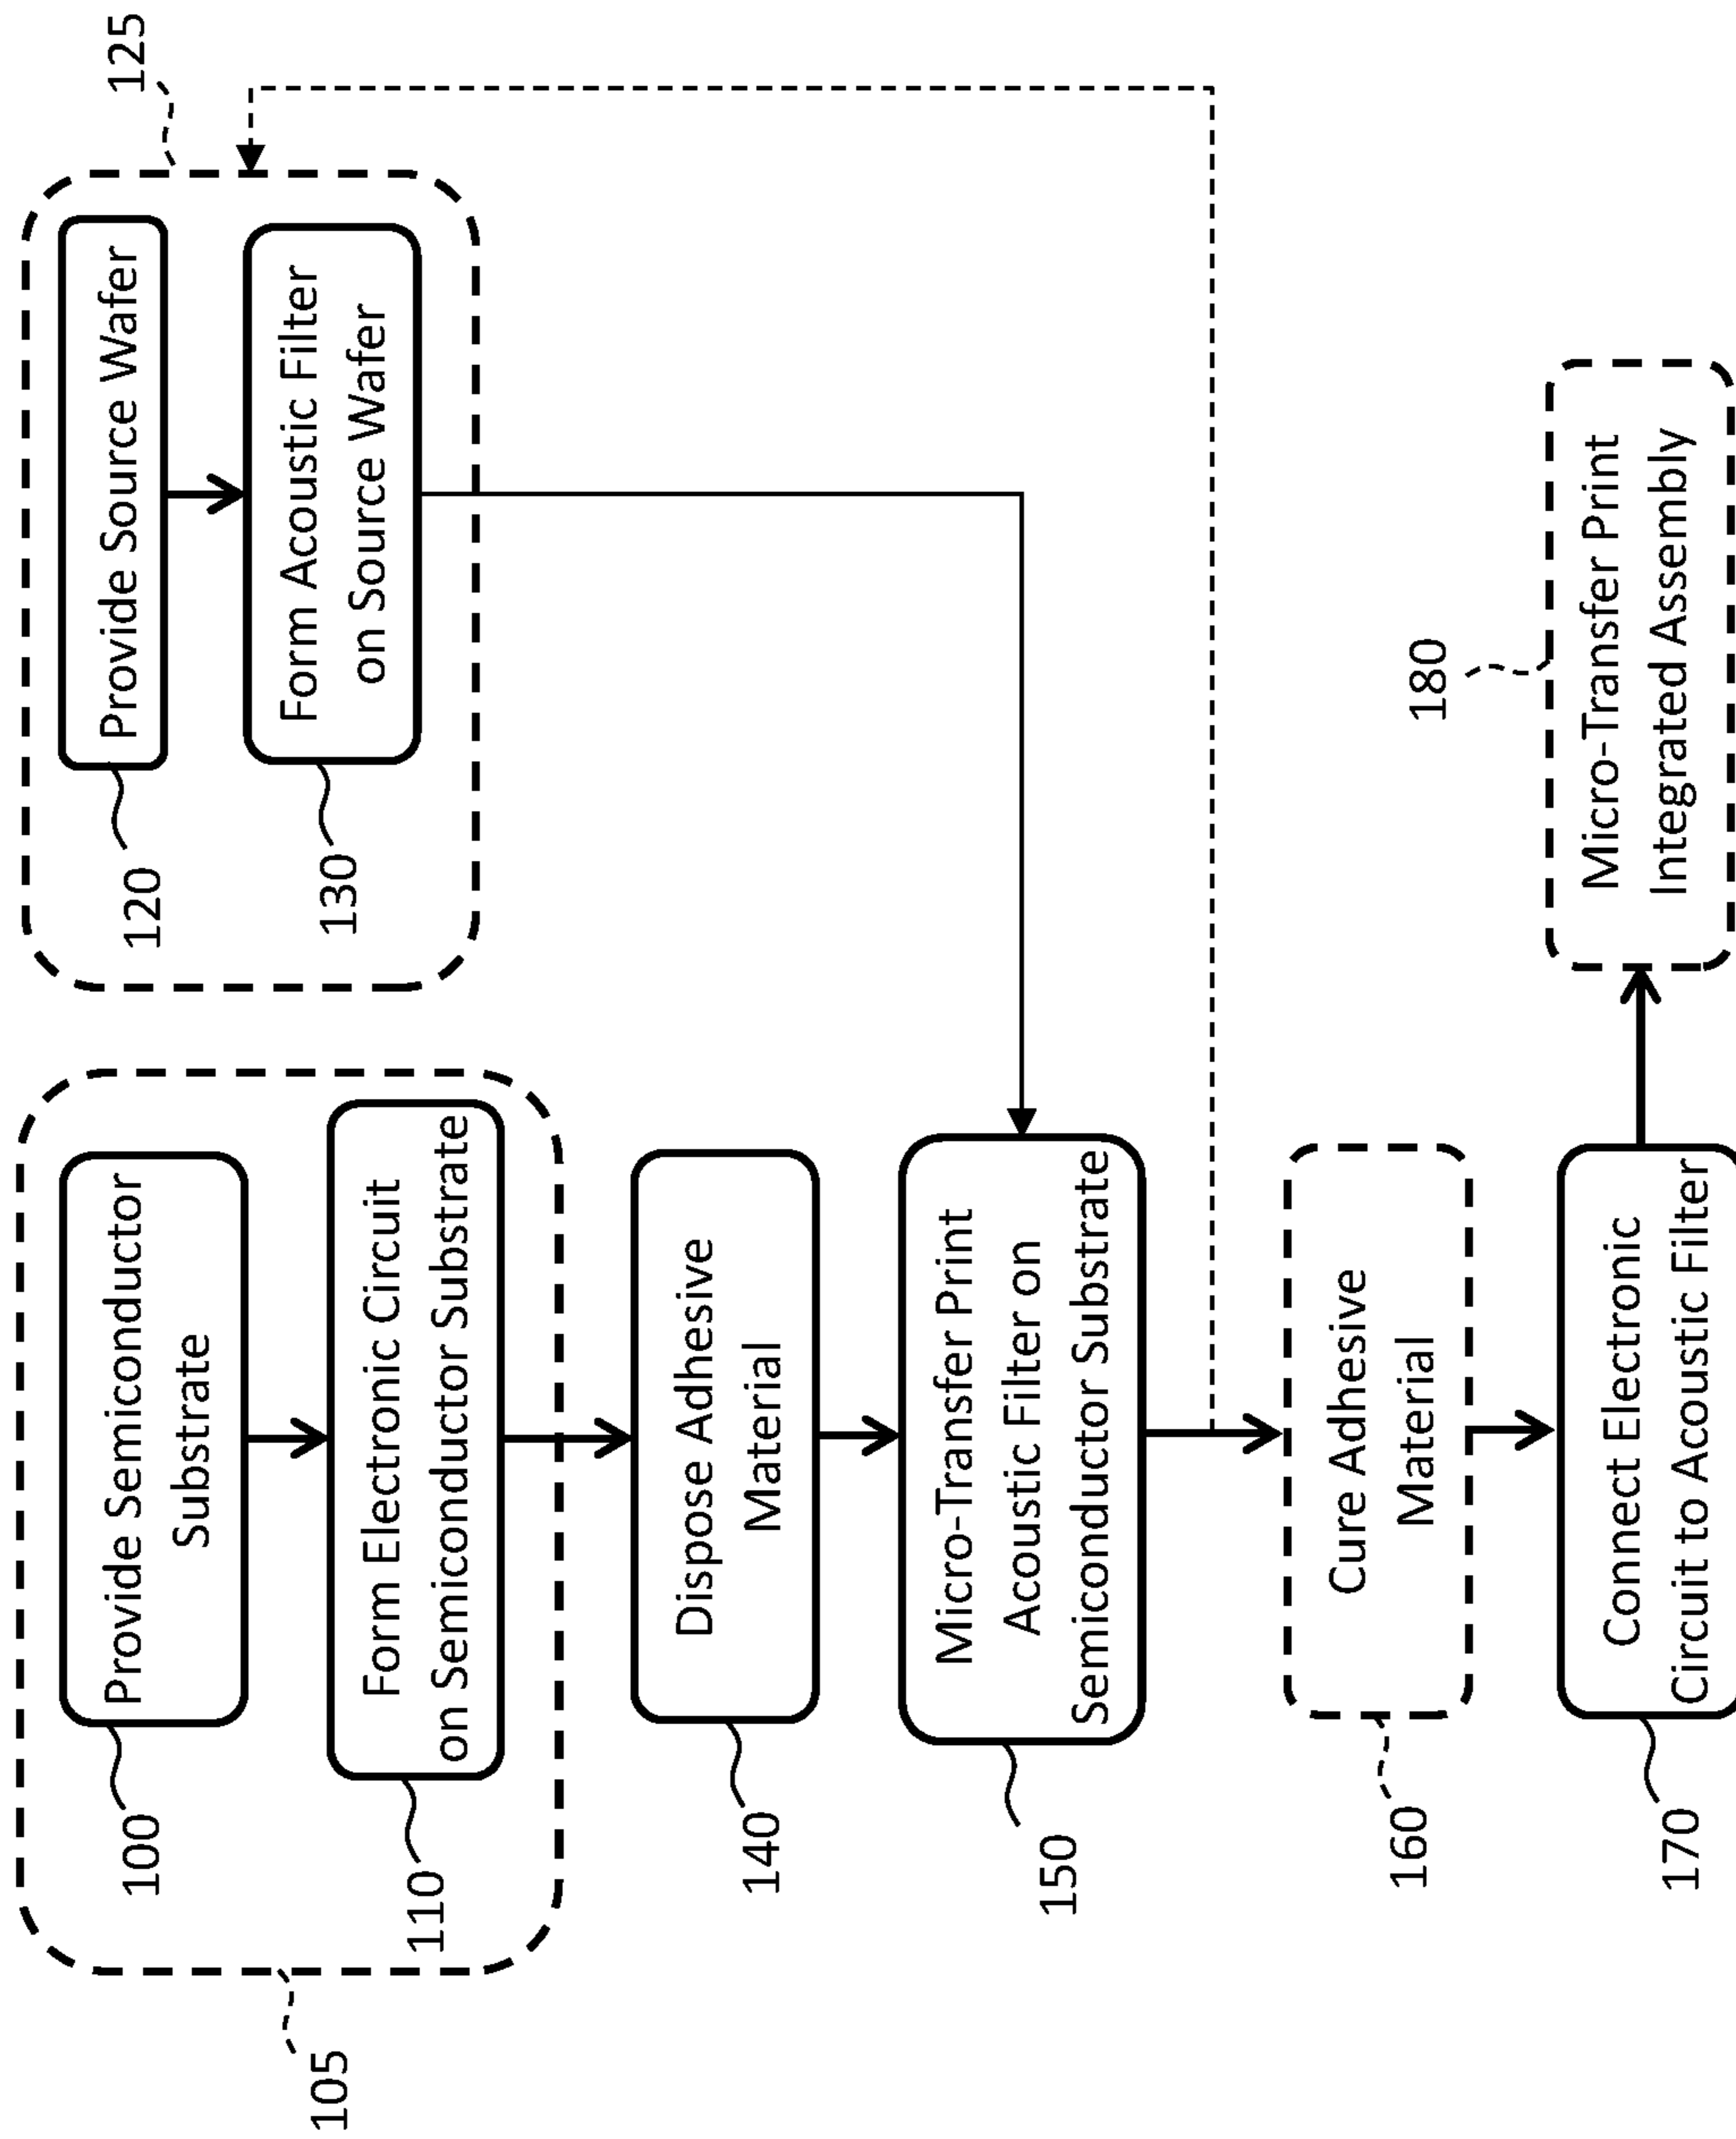 105
100
Provide Semiconductor
Substrate
110
Form Electronic Circuit
on Semiconductor Substrate
125
120
Provide Source Wafer
130
Form Acoustic Filter
on Source Wafer
140
Dispose Adhesive
Material
150
Micro-Transfer Print
Acoustic Filter on
Semiconductor Substrate
160
Cure Adhesive
Material
170
Connect Electronic
Circuit to Acoustic Filter
180
Micro-Transfer Print
Integrated Assembly